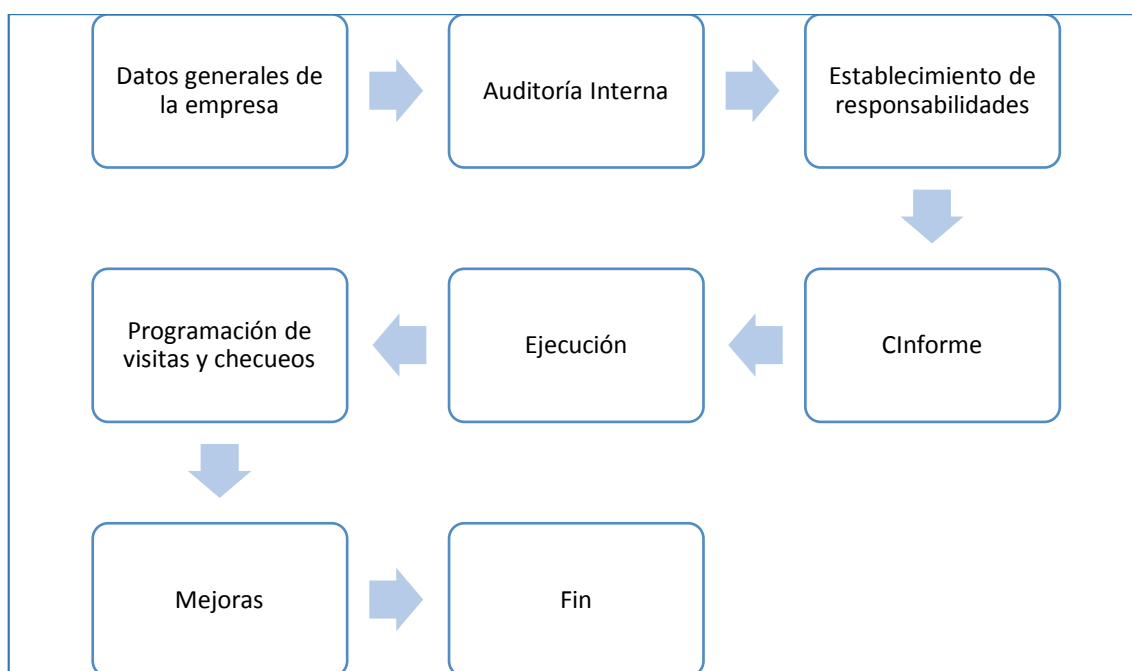 Datos generales de
la empresa
Auditoría Interna
Establecimiento de
responsabilidades
CInforme
Ejecución
Programación de
visitas y checueos
Mejoras
Fin